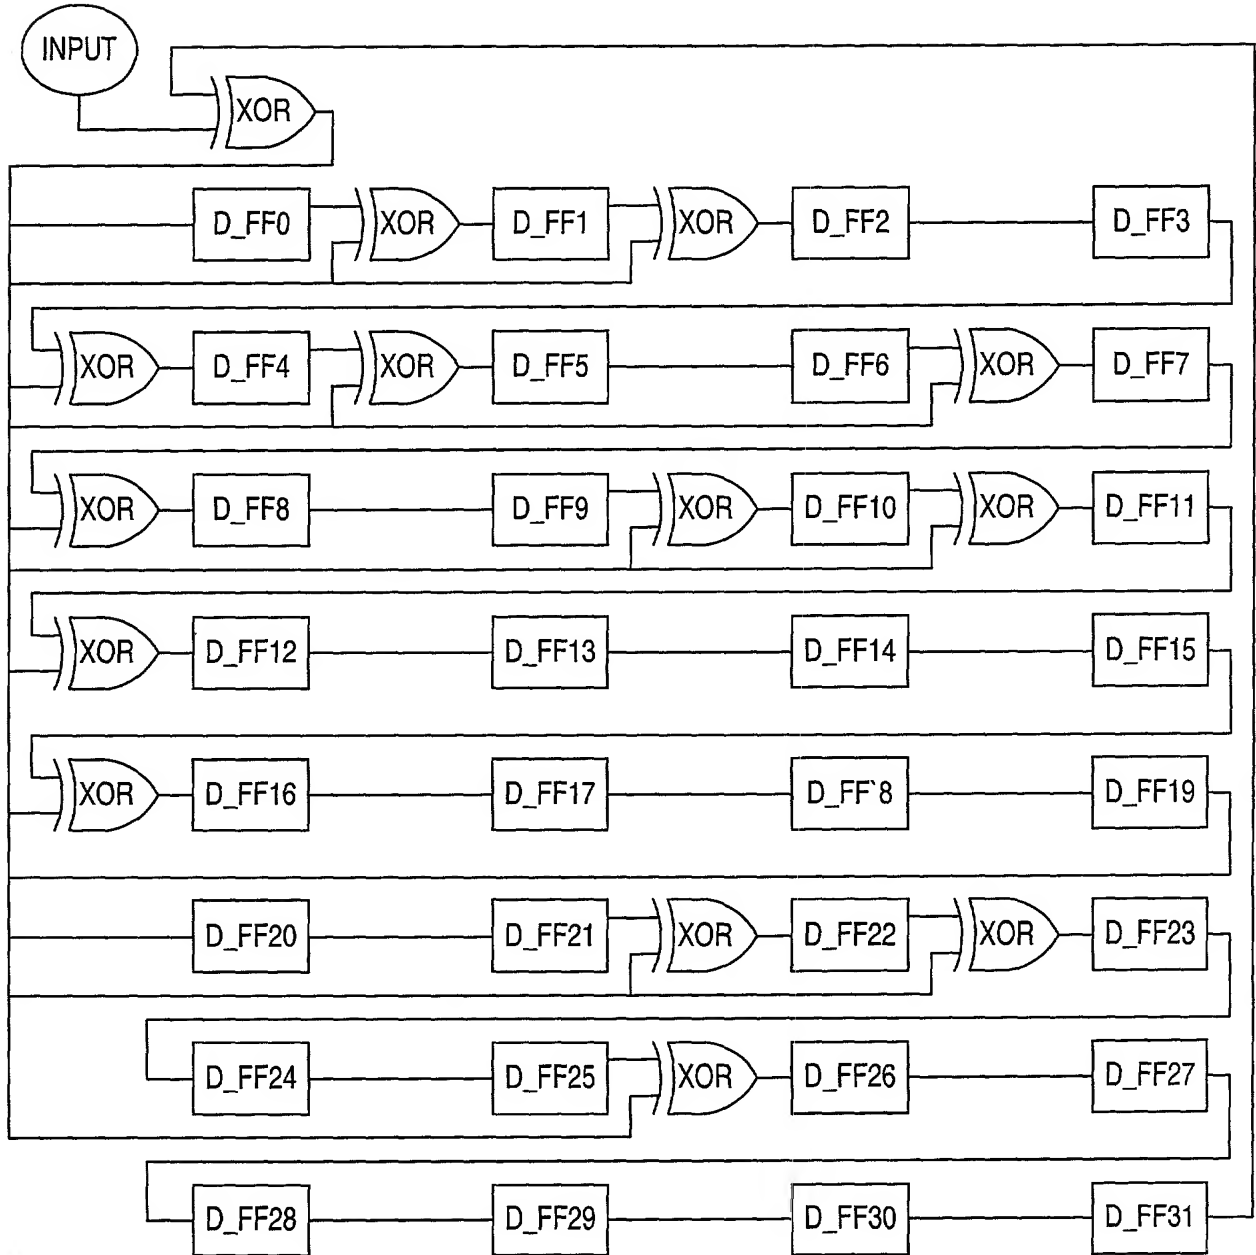 INPUT
XOR
D_FF0 XOR D_FF1 XOR D_FF2 D_FF3
XOR D_FF4 XOR D_FF5 D_FF6 XOR D_FF7
XOR D_FF8 D_FF9 XOR D_FF10 XOR D_FF11
XOR D_FF12 D_FF13 D_FF14 D_FF15
XOR D_FF16 D_FF17 D_FF`8 D_FF19
D_FF20 D_FF21 XOR D_FF22 XOR D_FF23
D_FF24 D_FF25 XOR D_FF26 D_FF27
D_FF28 D_FF29 D_FF30 D_FF31